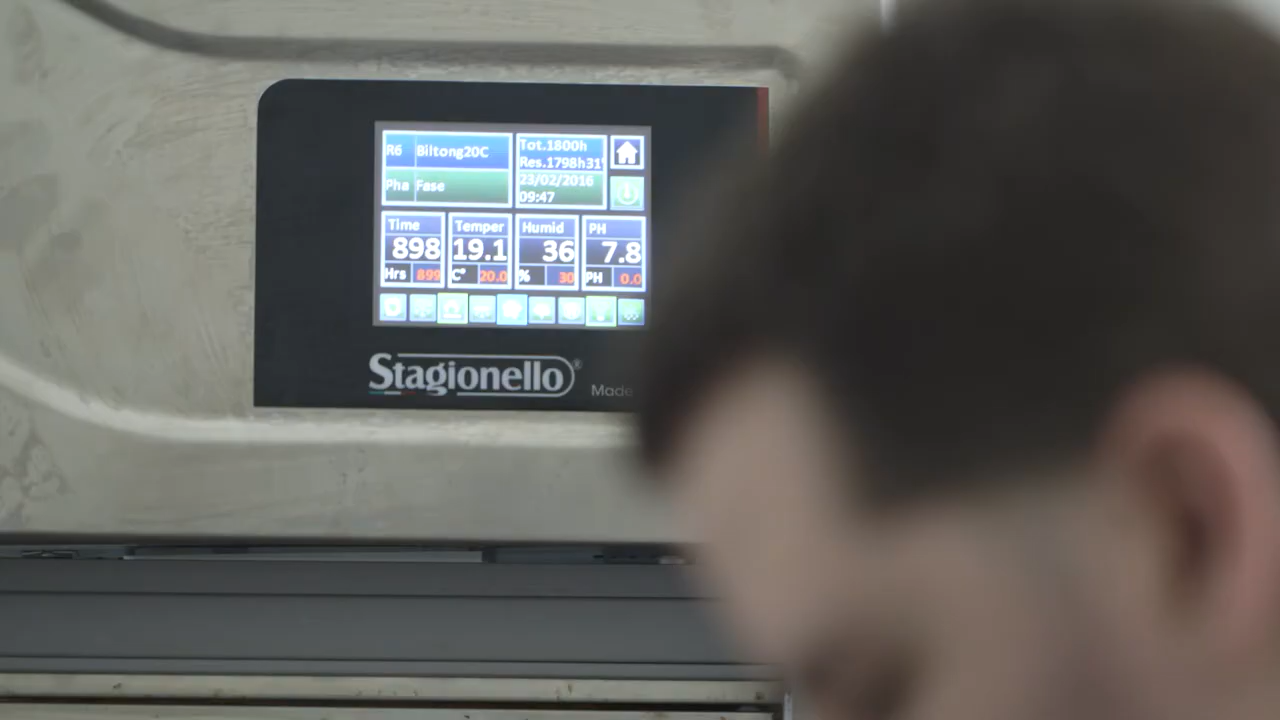 R6 Biltong20C
Tot.1800h
Res.1798h31'
Pha Fase
23/02/2016
09:47
Time Temper Humid PH
898 19.1 36 7.8
Hrs 899 C° 20.0 % 30 PH 0.0
Stagionello®
Made